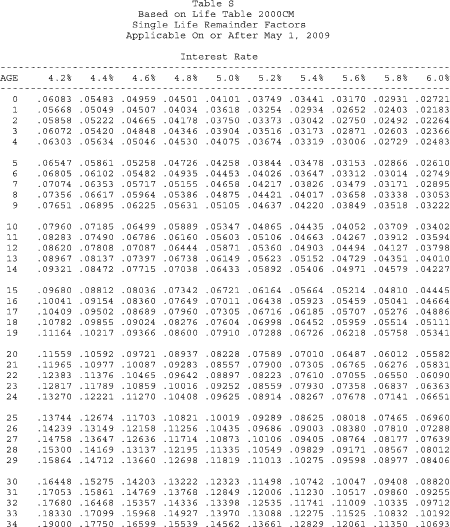 Table S
Based on Life Table 2000CM
Single Life Remainder Factors
Applicable On or After May 1, 2009
Interest Rate
AGE 4.2% 4.4% 4.6% 4.8% 5.0% 5.2% 5.4% 5.6% 5.8% 6.0%
0 .06083 .05483 .04959 .04501 .04101 .03749 .03441 .03170 .02931 .02721
1 .05668 .05049 .04507 .04034 .03618 .03254 .02934 .02652 .02403 .02183
2 .05858 .05222 .04665 .04178 .03750 .03373 .03042 .02750 .02492 .02264
3 .06072 .05420 .04848 .04346 .03904 .03516 .03173 .02871 .02603 .02366
4 .06303 .05634 .05046 .04530 .04075 .03674 .03319 .03006 .02729 .02483
5 .06547 .05861 .05258 .04726 .04258 .03844 .03478 .03153 .02866 .02610
6 .06805 .06102 .05482 .04935 .04453 .04026 .03647 .03312 .03014 .02749
7 .07074 .06353 .05717 .05155 .04658 .04217 .03826 .03479 .03171 .02895
8 .07356 .06617 .05964 .05386 .04875 .04421 .04017 .03658 .03338 .03053
9 .07651 .06895 .06225 .05631 .05105 .04637 .04220 .03849 .03518 .03222
10 .07960 .07185 .06499 .05889 .05347 .04865 .04435 .04052 .03709 .03402
11 .08283 .07490 .06786 .06160 .05603 .05106 .04663 .04267 .03912 .03594
12 .08620 .07808 .07087 .06444 .05871 .05360 .04903 .04494 .04127 .03798
13 .08967 .08137 .07397 .06738 .06149 .05623 .05152 .04729 .04351 .04010
14 .09321 .08472 .07715 .07038 .06433 .05892 .05406 .04971 .04579 .04227
15 .09680 .08812 .08036 .07342 .06721 .06164 .05664 .05214 .04810 .04445
16 .10041 .09154 .08360 .07649 .07011 .06438 .05923 .05459 .05041 .04664
17 .10409 .09502 .08689 .07960 .07305 .06716 .06185 .05707 .05276 .04886
18 .10782 .09855 .09024 .08276 .07604 .06998 .06452 .05959 .05514 .05111
19 .11164 .10217 .09366 .08600 .07910 .07288 .06726 .06218 .05758 .05341
20 .11559 .10592 .09721 .08937 .08228 .07589 .07010 .06487 .06012 .05582
21 .11965 .10977 .10087 .09283 .08557 .07900 .07305 .06765 .06276 .05831
22 .12383 .11376 .10465 .09642 .08897 .08223 .07610 .07055 .06550 .06090
23 .12817 .11789 .10859 .10016 .09252 .08559 .07930 .07358 .06837 .06363
24 .13270 .12221 .11270 .10408 .09625 .08914 .08267 .07678 .07141 .06651
25 .13744 .12674 .11703 .10821 .10019 .09289 .08625 .08018 .07465 .06960
26 .14239 .13149 .12158 .11256 .10435 .09686 .09003 .08380 .07810 .07288
27 .14758 .13647 .12636 .11714 .10873 .10106 .09405 .08764 .08177 .07639
28 .15300 .14169 .13137 .12195 .11335 .10549 .09829 .09171 .08567 .08012
29 .15864 .14712 .13660 .12698 .11819 .11013 .10275 .09598 .08977 .08406
30 .16448 .15275 .14203 .13222 .12323 .11498 .10742 .10047 .09408 .08820
31 .17053 .15861 .14769 .13768 .12849 .12006 .11230 .10517 .09860 .09255
32 .17680 .16468 .15357 .14336 .13398 .12535 .11741 .11009 .10335 .09712
33 .18330 .17099 .15968 .14927 .13970 .13088 .12275 .11525 .10832 .10192
34 .19000 .17750 .16599 .15539 .14562 .13661 .12829 .12061 .11350 .10693